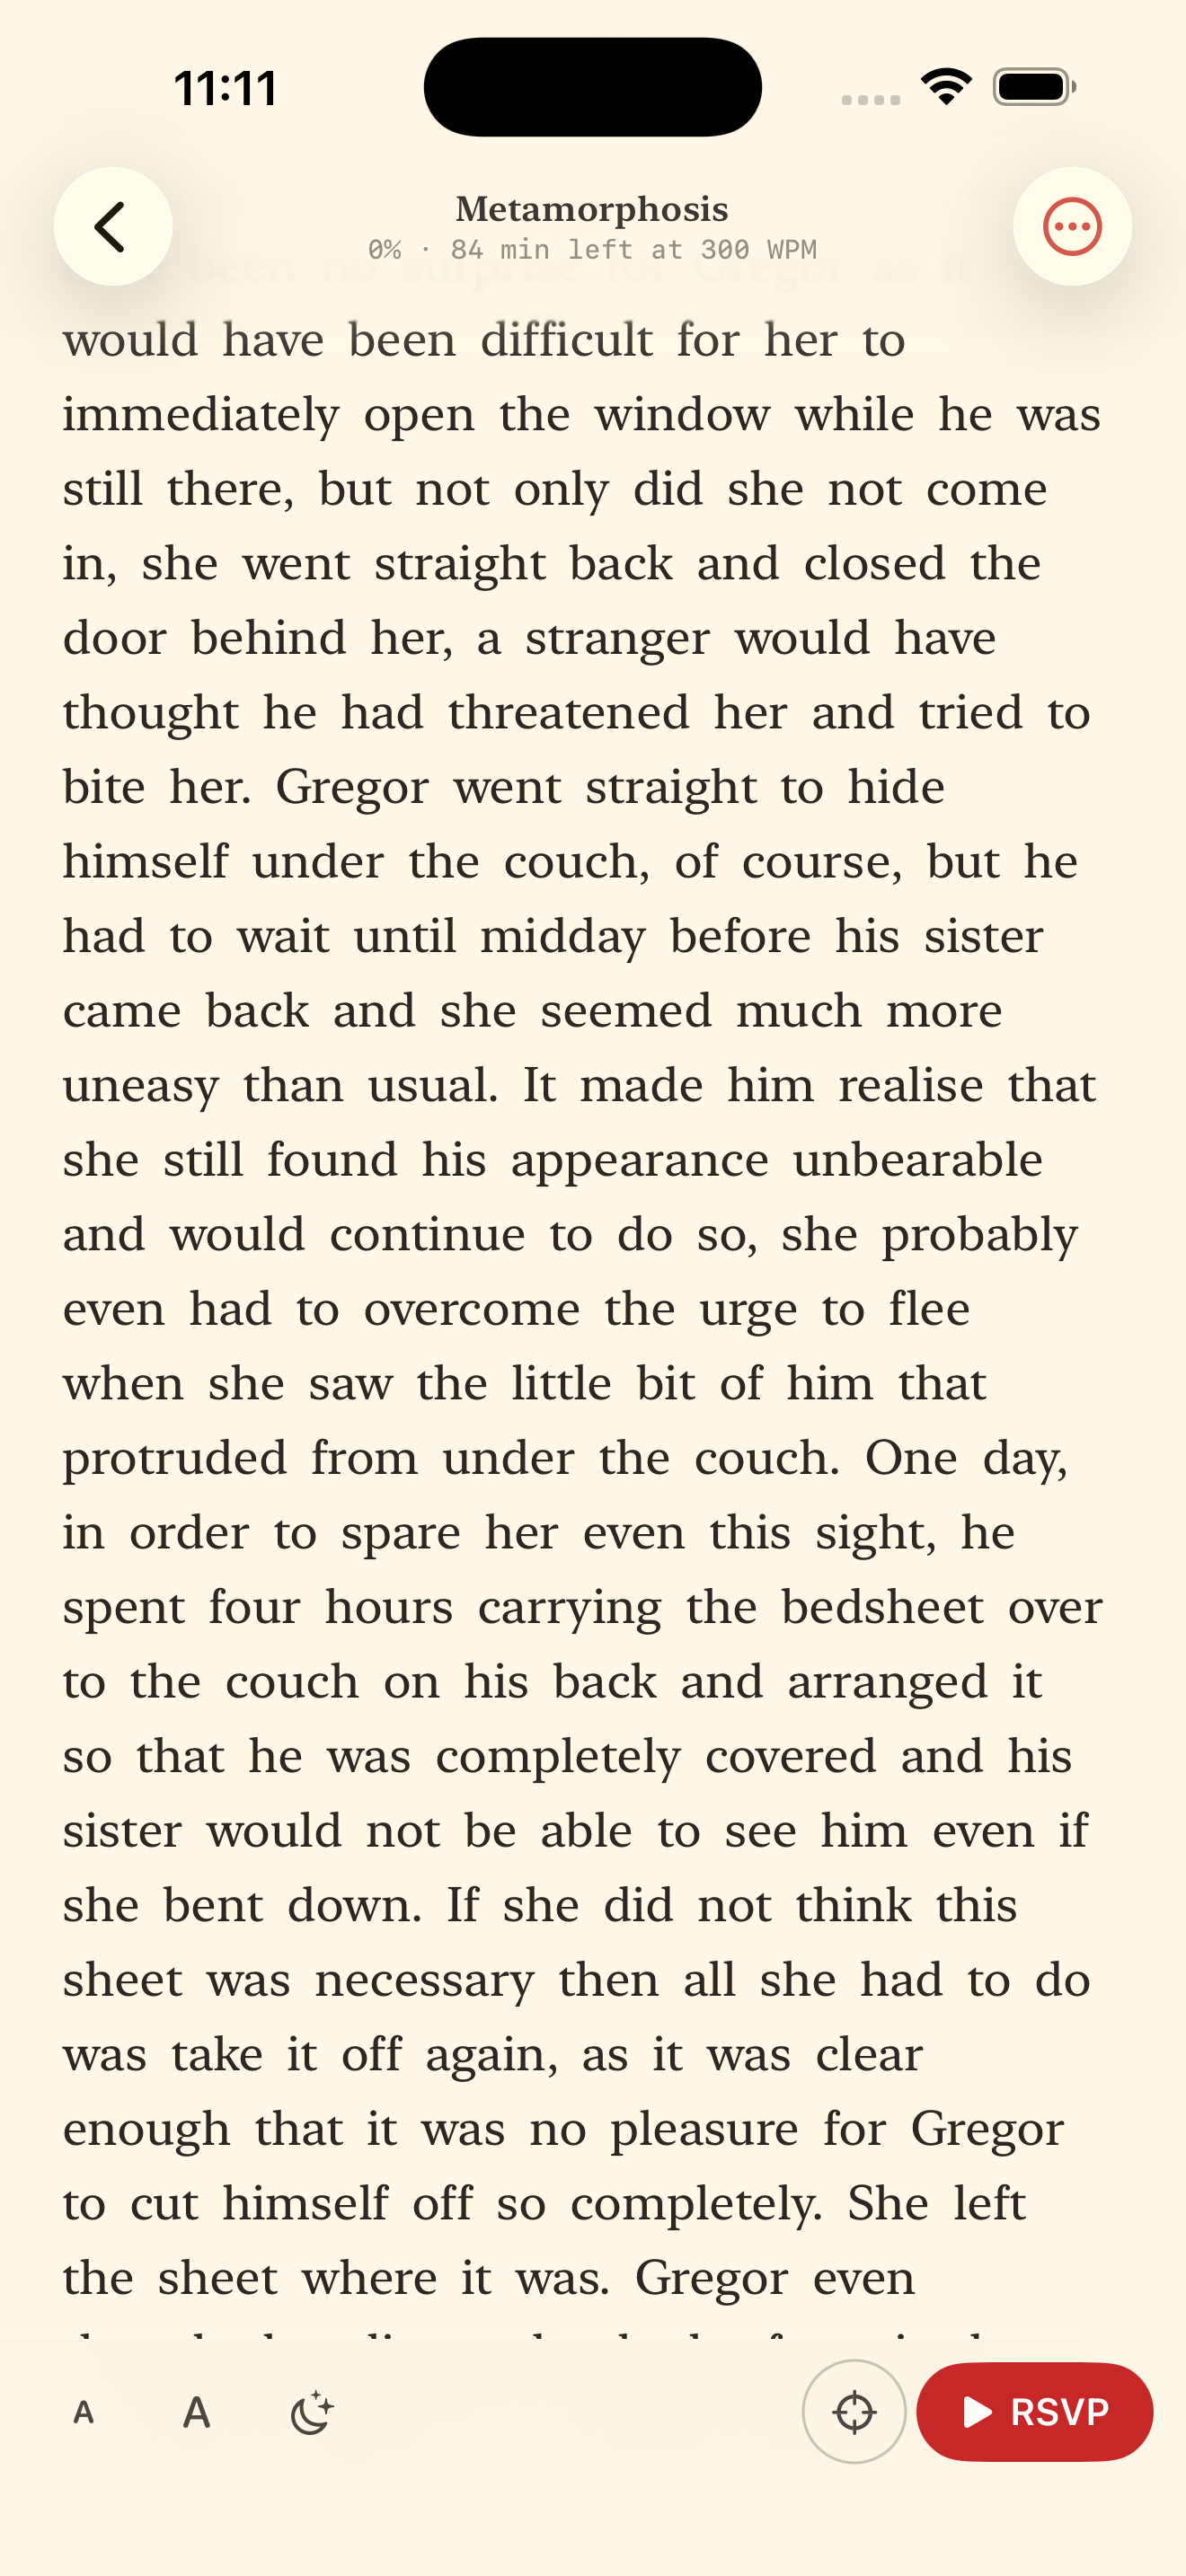 11:11
Metamorphosis
0% · 84 min left at 300 WPM
been no surprise for Gregor as it
would have been difficult for her to
immediately open the window while he was
still there, but not only did she not come
in, she went straight back and closed the
door behind her, a stranger would have
thought he had threatened her and tried to
bite her. Gregor went straight to hide
himself under the couch, of course, but he
had to wait until midday before his sister
came back and she seemed much more
uneasy than usual. It made him realise that
she still found his appearance unbearable
and would continue to do so, she probably
even had to overcome the urge to flee
when she saw the little bit of him that
protruded from under the couch. One day,
in order to spare her even this sight, he
spent four hours carrying the bedsheet over
to the couch on his back and arranged it
so that he was completely covered and his
sister would not be able to see him even if
she bent down. If she did not think this
sheet was necessary then all she had to do
was take it off again, as it was clear
enough that it was no pleasure for Gregor
to cut himself off so completely. She left
the sheet where it was. Gregor even
A A RSVP